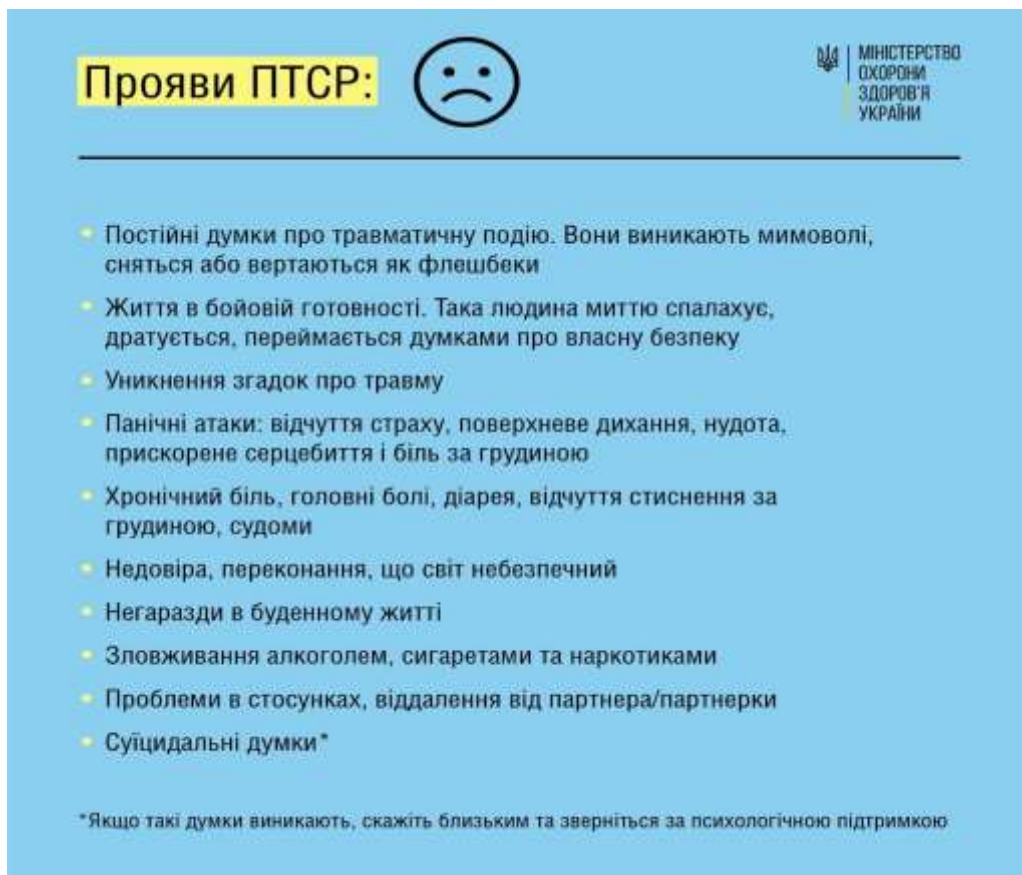 Прояви ПТСР:
МІНІСТЕРСТВО
ОХОРОНИ
ЗДОРОВ'Я
УКРАЇНИ
Постійні думки про травматичну подію. Вони виникають мимоволі,
сняться або вертаються як флешбеки
Життя в бойовій готовності. Така людина миттю спалахує,
дратується, переймається думками про власну безпеку
Уникнення згадок про травму
Панічні атаки: відчуття страху, поверхневе дихання, нудота,
прискорене серцебиття і біль за грудиною
Хронічний біль, головні болі, діарея, відчуття стиснення за
грудиною, судоми
Недовіра, переконання, що світ небезпечний
Негаразди в буденному житті
Зловживання алкоголем, сигаретами та наркотиками
Проблеми в стосунках, віддалення від партнера/партнерки
Суїцидальні думки*
*Якщо такі думки виникають, скажіть близьким та зверніться за психологічною підтримкою